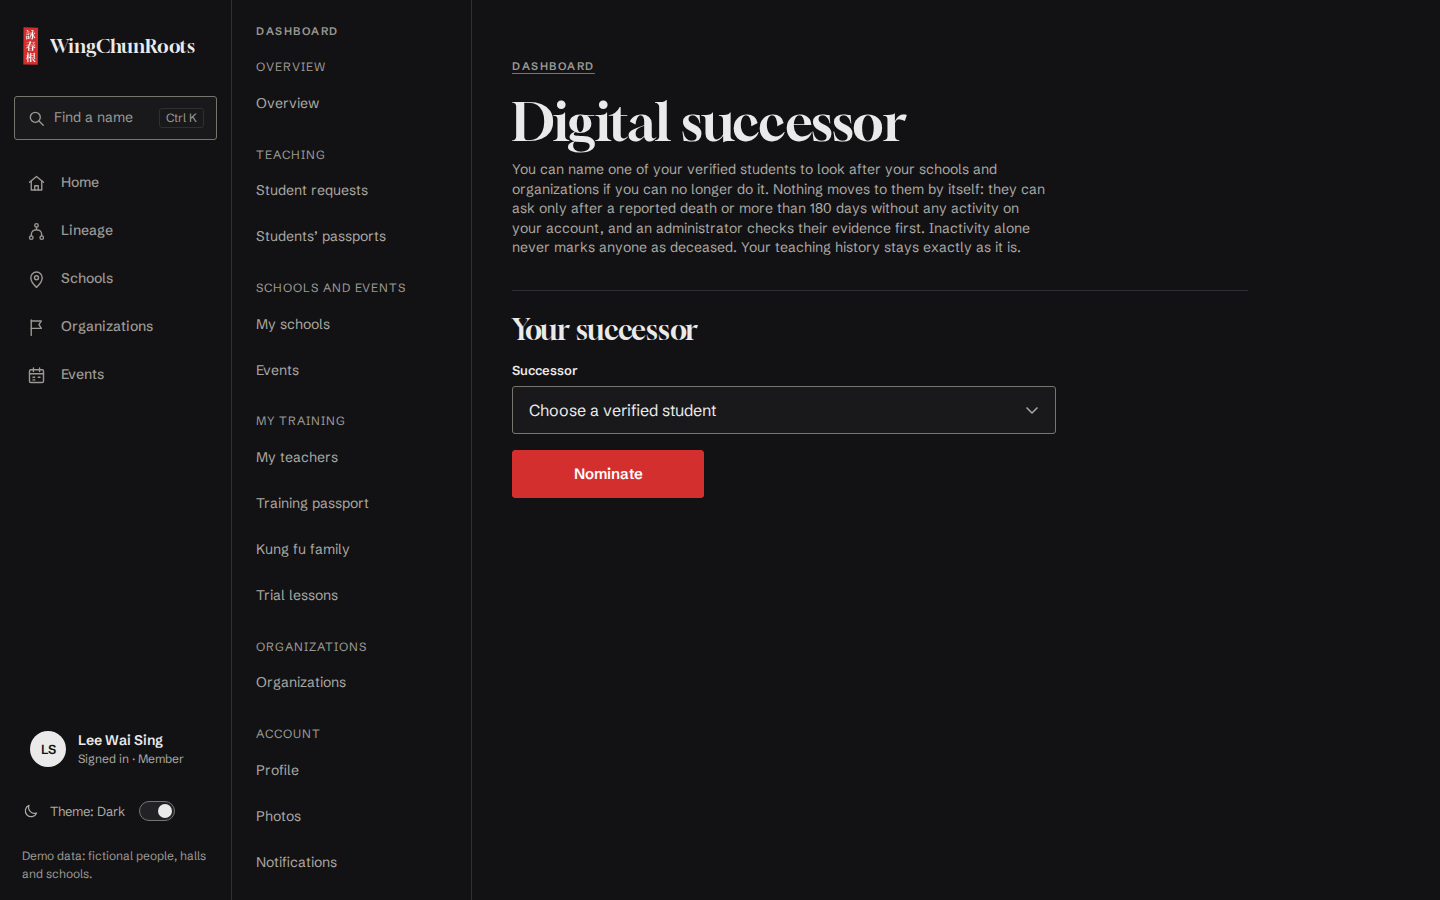 詠春根
WingChunRoots
Find a name
Ctrl K
Home
Lineage
Schools
Organizations
Events
Lee Wai Sing
LS
Signed in · Member
Theme: Dark
Demo data: fictional people, halls
and schools.
DASHBOARD
OVERVIEW
Overview
TEACHING
Student requests
Students’ passports
SCHOOLS AND EVENTS
My schools
Events
MY TRAINING
My teachers
Training passport
Kung fu family
Trial lessons
ORGANIZATIONS
Organizations
ACCOUNT
Profile
Photos
Notifications
DASHBOARD
Digital successor
You can name one of your verified students to look after your schools and
organizations if you can no longer do it. Nothing moves to them by itself: they can
ask only after a reported death or more than 180 days without any activity on
your account, and an administrator checks their evidence first. Inactivity alone
never marks anyone as deceased. Your teaching history stays exactly as it is.
Your successor
Successor
Choose a verified student
Nominate